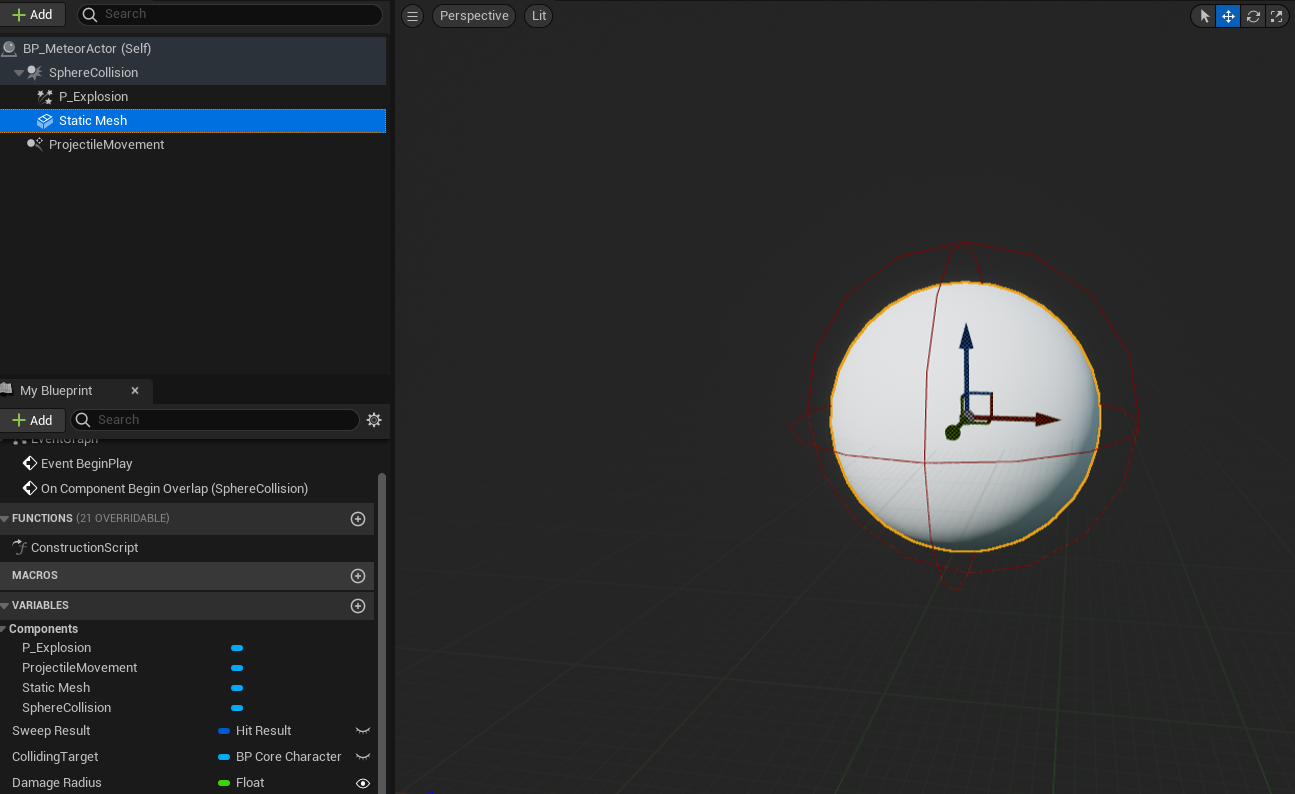 Add
Search
Perspective
Lit
BP_MeteorActor (Self)
SphereCollision
P_Explosion
Static Mesh
ProjectileMovement
My Blueprint
Add
Search
EventGraph
Event BeginPlay
On Component Begin Overlap (SphereCollision)
FUNCTIONS (21 OVERRIDABLE)
ConstructionScript
MACROS
VARIABLES
Components
P_Explosion
ProjectileMovement
Static Mesh
SphereCollision
Sweep Result Hit Result
CollidingTarget BP Core Character
Damage Radius Float